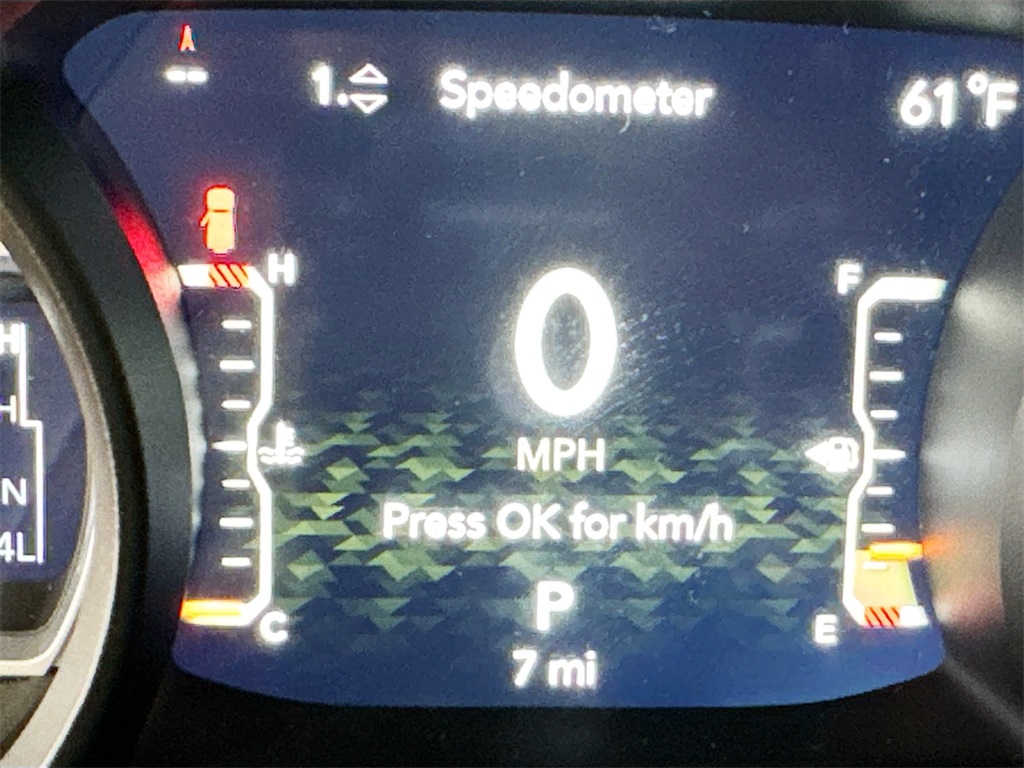 1. Speedometer 61 °F
H
F
0
MPH
Press OK for km/h
P
C
E
7 mi
H
H
N
4L